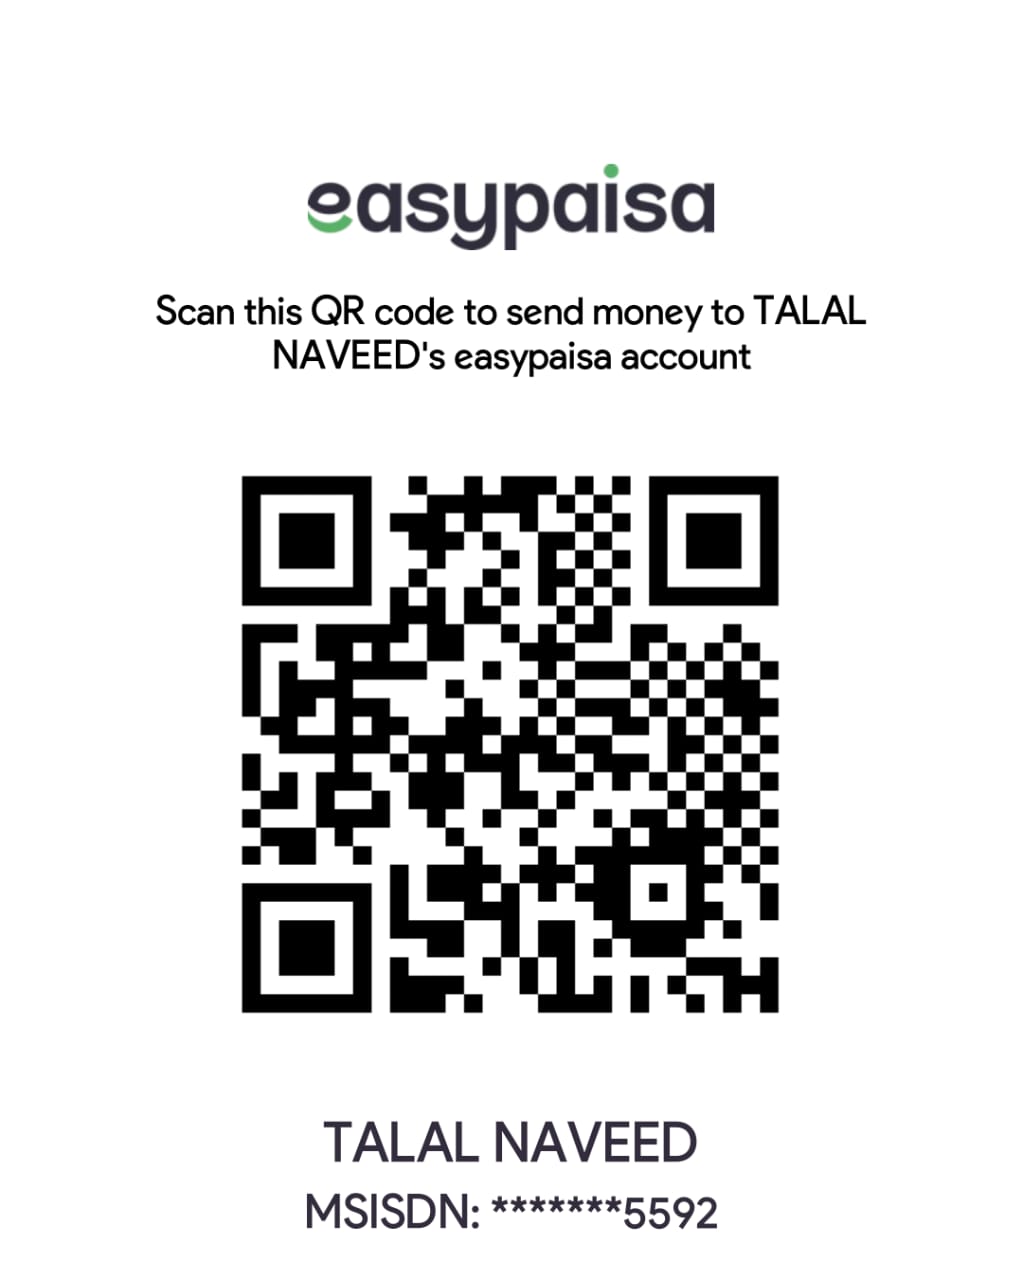 easypaisa
Scan this QR code to send money to TALAL
NAVEED's easypaisa account
TALAL NAVEED
MSISDN: *******5592